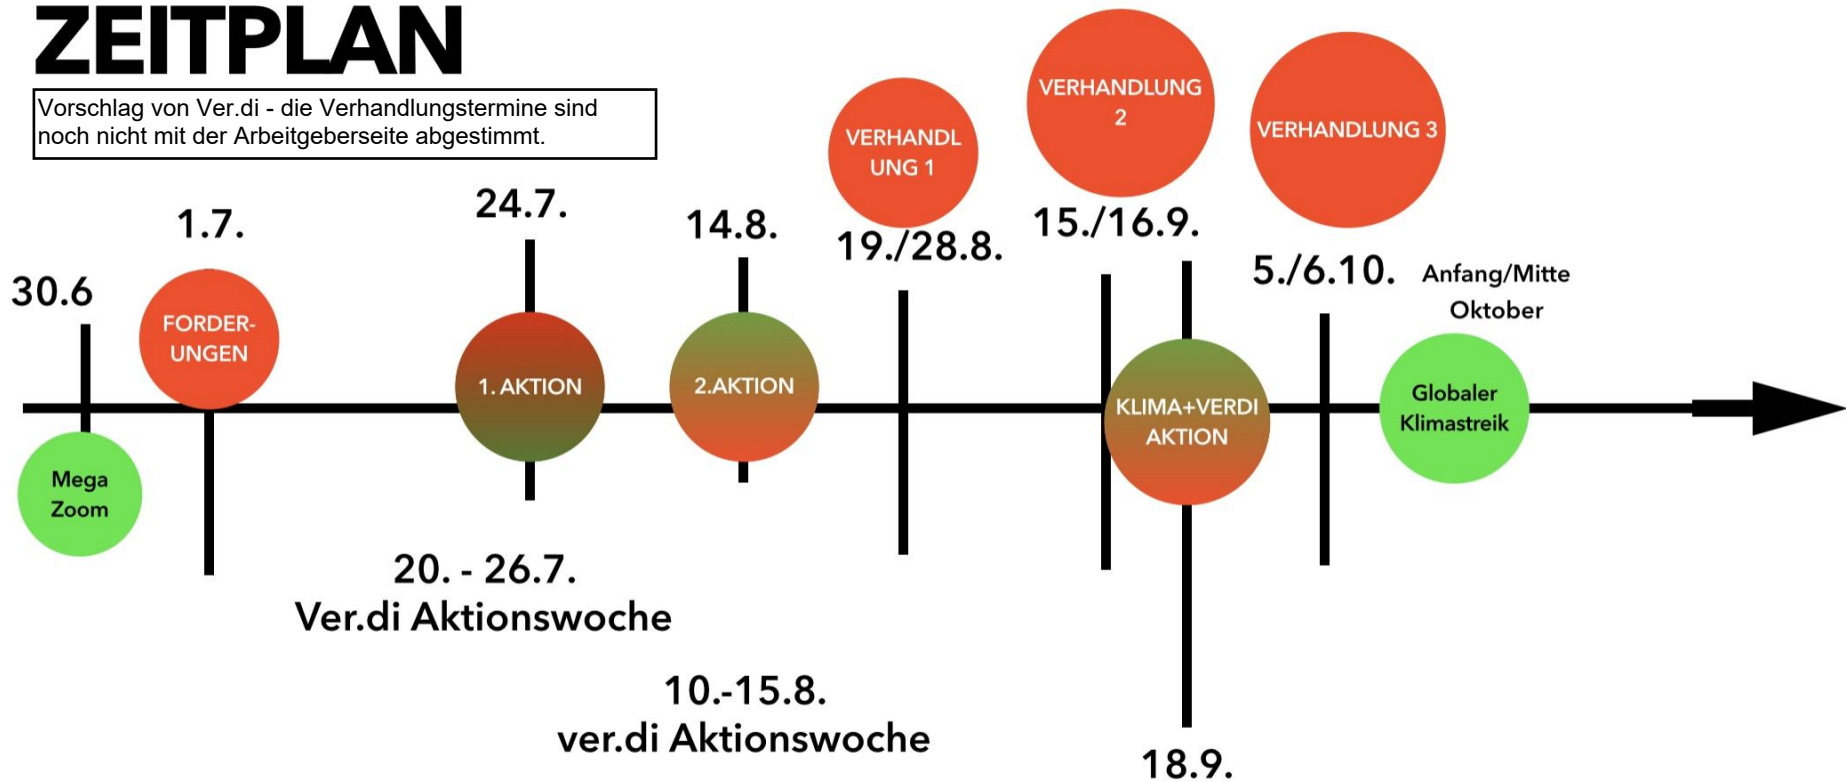 ZEITPLAN
Vorschlag von Ver.di - die Verhandlungstermine sind
noch nicht mit der Arbeitgeberseite abgestimmt.
30.6
Mega
Zoom
1.7.
FORDER-
UNGEN
24.7.
1. AKTION
20. - 26.7.
Ver.di Aktionswoche
14.8.
2.AKTION
10.-15.8.
ver.di Aktionswoche
VERHANDL
UNG 1
19./28.8.
VERHANDLUNG
2
15./16.9.
KLIMA+VERDI
AKTION
18.9.
VERHANDLUNG 3
5./6.10.
Anfang/Mitte
Oktober
Globaler
Klimastreik